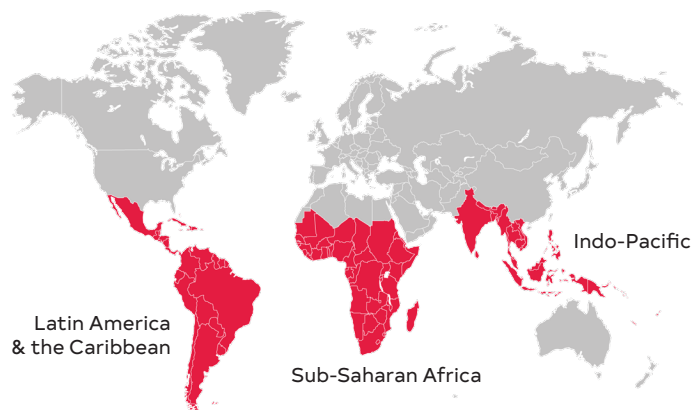 Indo-Pacific
Latin America
& the Caribbean
Sub-Saharan Africa